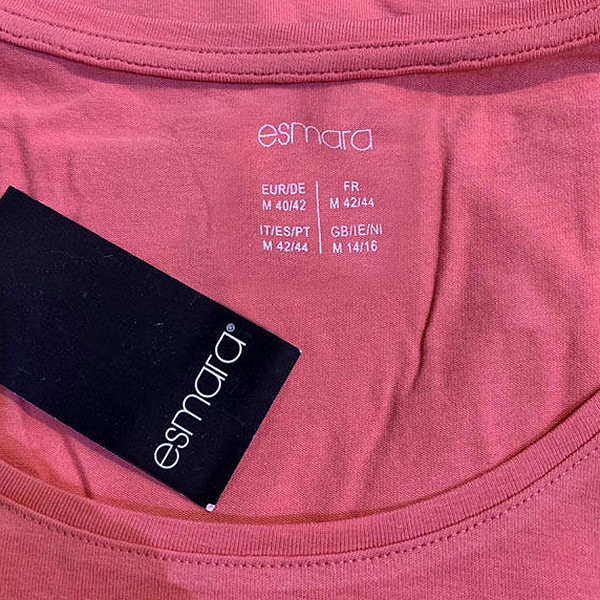 esmara
EUR/DE
M 40/42
FR
M 42/44
IT/ES/PT
M 42/44
GB/IE/NI
M 14/16
esmara®